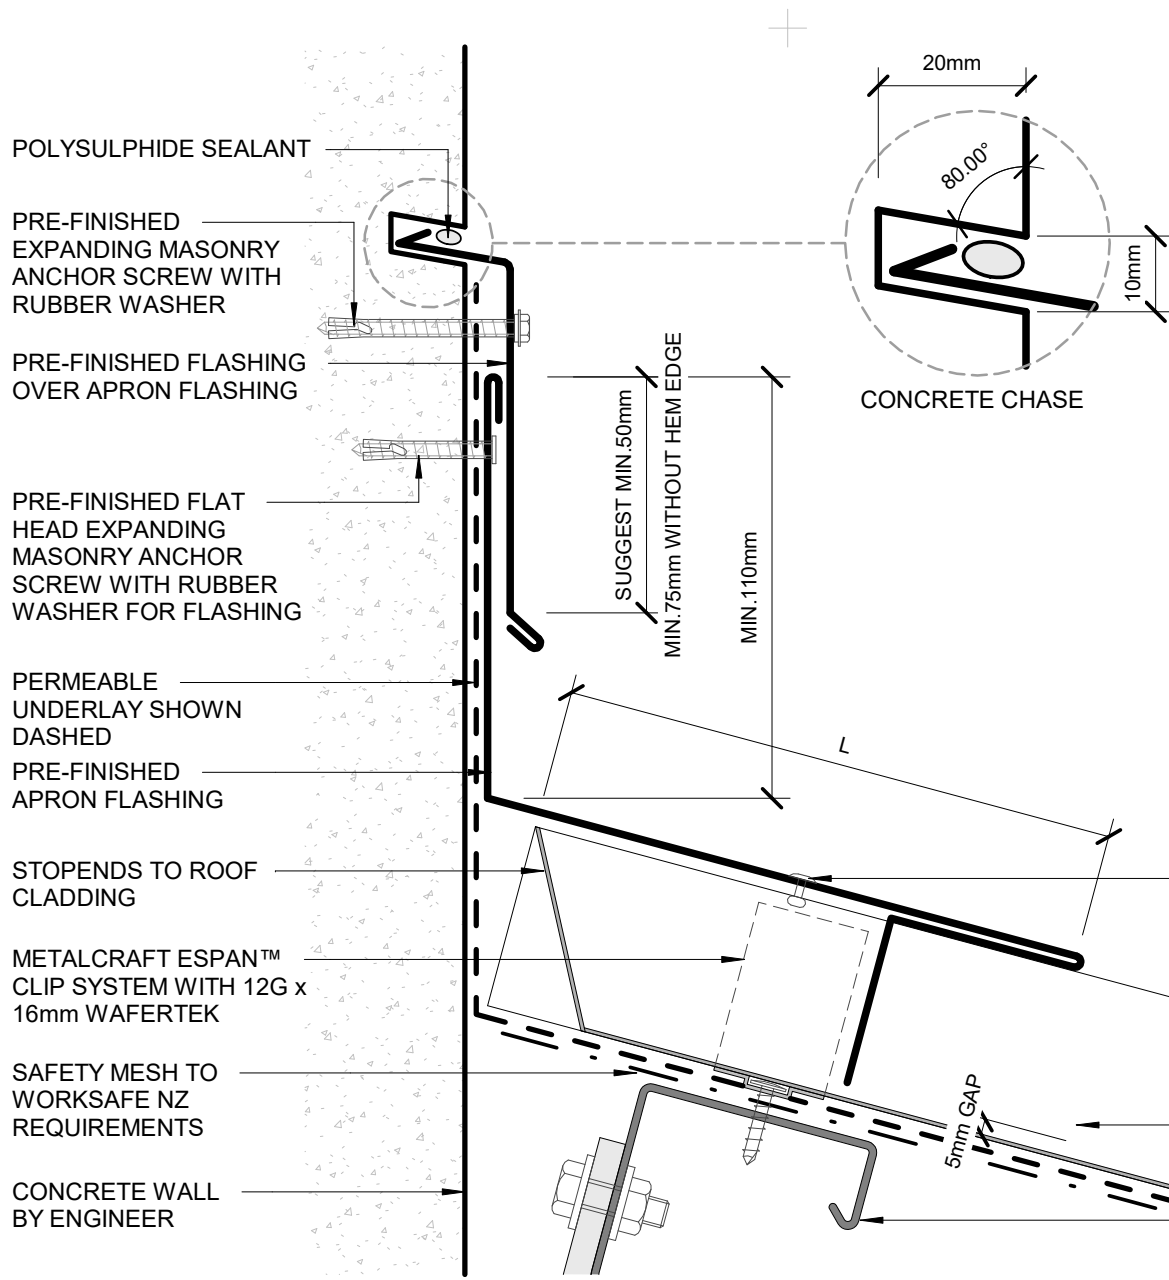 POLYSULPHIDE SEALANT
PRE-FINISHED
EXPANDING MASONRY
ANCHOR SCREW WITH
RUBBER WASHER
PRE-FINISHED FLASHING
OVER APRON FLASHING
PRE-FINISHED FLAT
HEAD EXPANDING
MASONRY ANCHOR
SCREW WITH RUBBER
WASHER FOR FLASHING
PERMEABLE
UNDERLAY SHOWN
DASHED
PRE-FINISHED
APRON FLASHING
STOPENDS TO ROOF
CLADDING
METALCRAFT ESPAN™
CLIP SYSTEM WITH 12G x
16mm WAFERTEK
SAFETY MESH TO
WORKSAFE NZ
REQUIREMENTS
CONCRETE WALL
BY ENGINEER
20mm
80.00°
10mm
CONCRETE CHASE
SUGGEST MIN.50mm
MIN.75mm WITHOUT HEM EDGE
MIN.110mm
L
5mm GAP